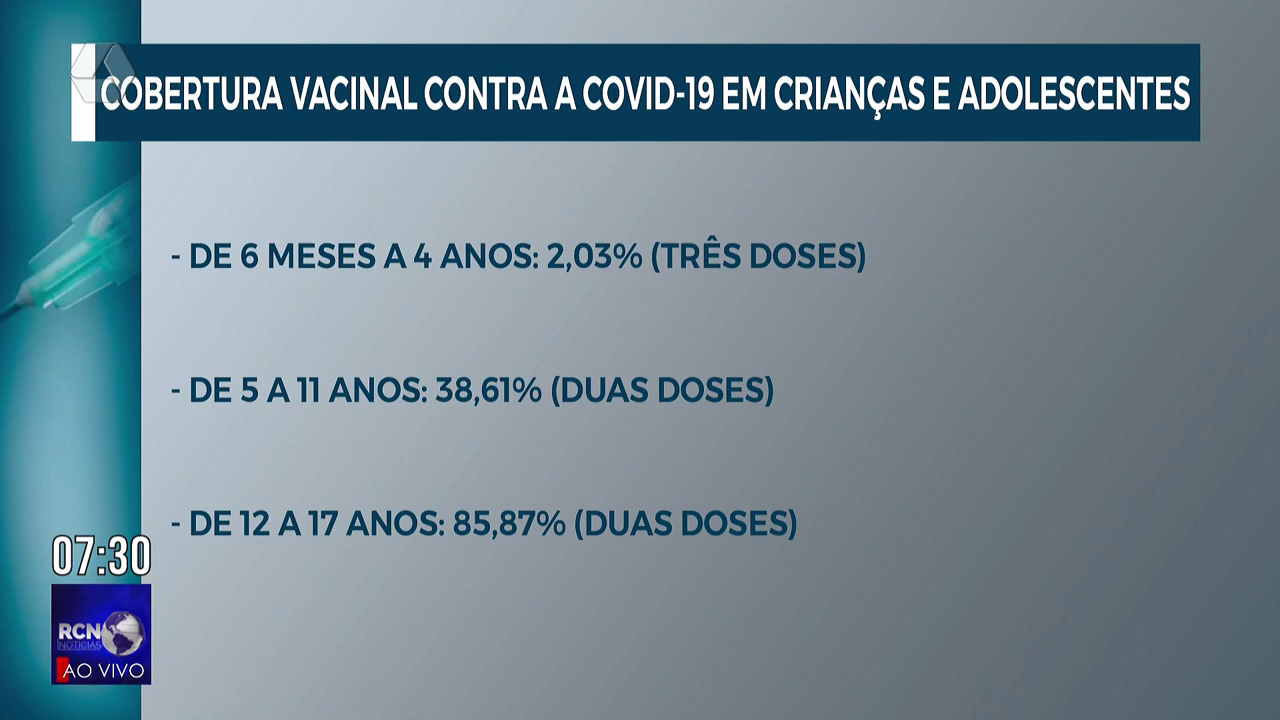 COBERTURA VACINAL CONTRA A COVID-19 EM CRIANÇAS E ADOLESCENTES
- DE 6 MESES A 4 ANOS: 2,03% (TRÊS DOSES)
- DE 5 A 11 ANOS: 38,61% (DUAS DOSES)
- DE 12 A 17 ANOS: 85,87% (DUAS DOSES)
07:30
RCN
NOTÍCIAS
AO VIVO